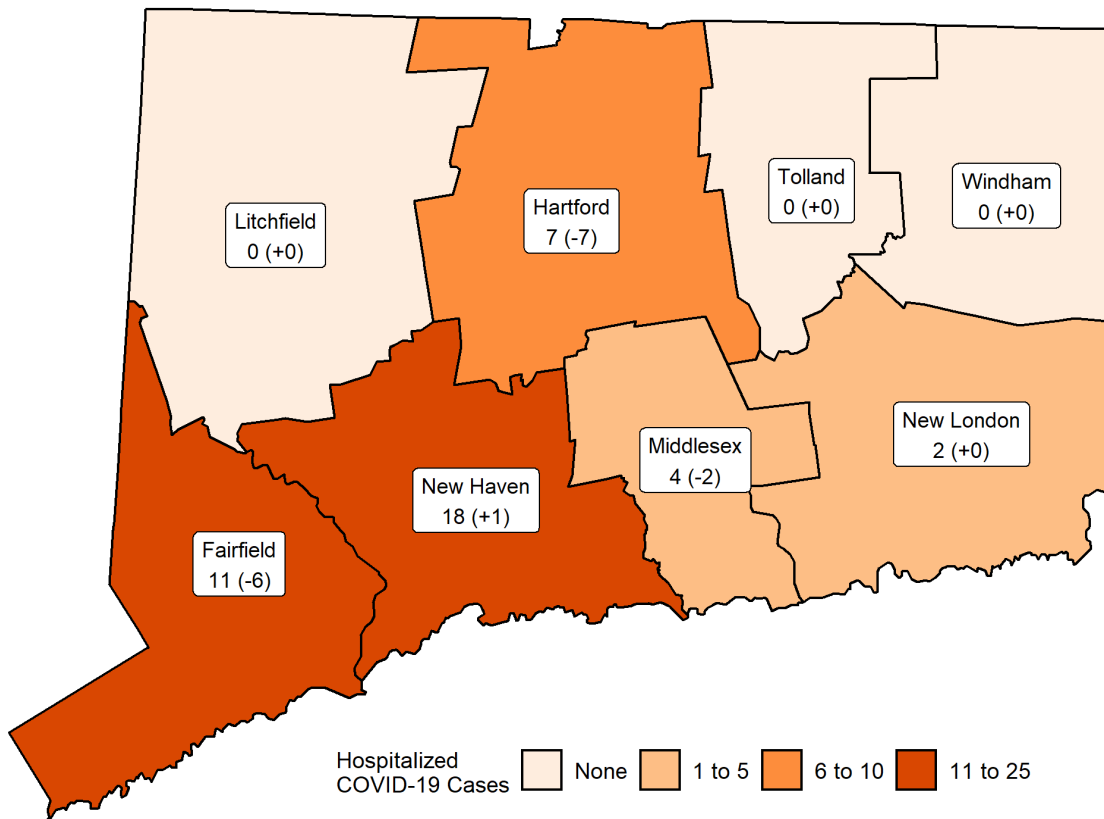 Tolland
0 (+0)
Windham
0 (+0)
Hartford
7 (-7)
Litchfield
0 (+0)
New London
2 (+0)
Middlesex
4 (-2)
New Haven
18 (+1)
Fairfield
11 (-6)
Hospitalized
COVID-19 Cases
None
1 to 5
6 to 10
11 to 25